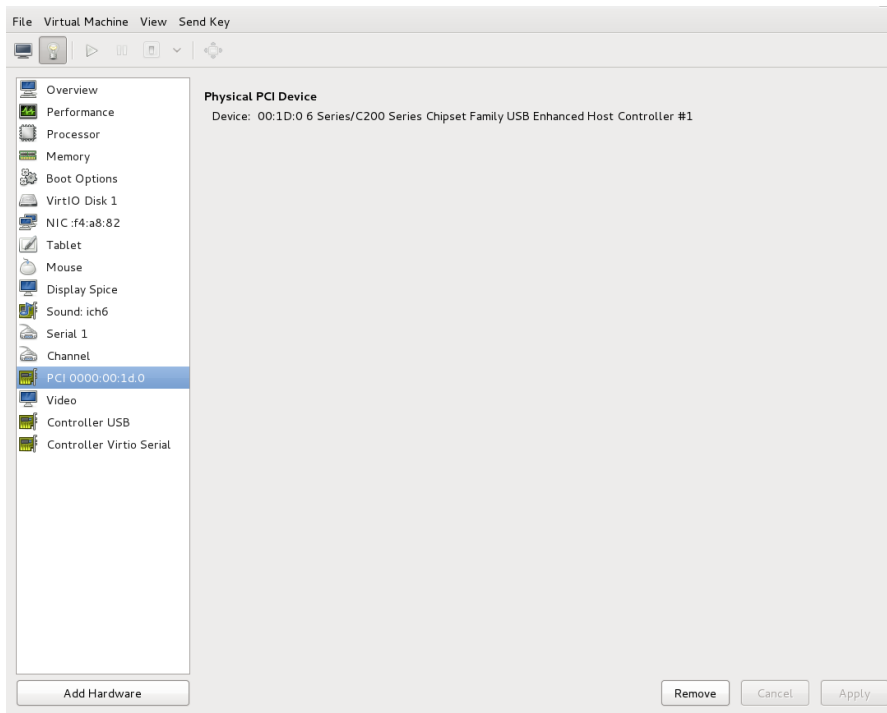 File Virtual Machine View Send Key
Overview
Performance
Processor
Memory
Boot Options
VirtIO Disk 1
NIC :f4:a8:82
Tablet
Mouse
Display Spice
Sound: ich6
Serial 1
Channel
PCI 0000:00:1d.0
Video
Controller USB
Controller Virtio Serial
Add Hardware
Physical PCI Device
Device: 00:1D:0 6 Series/C200 Series Chipset Family USB Enhanced Host Controller #1
Remove Cancel Apply